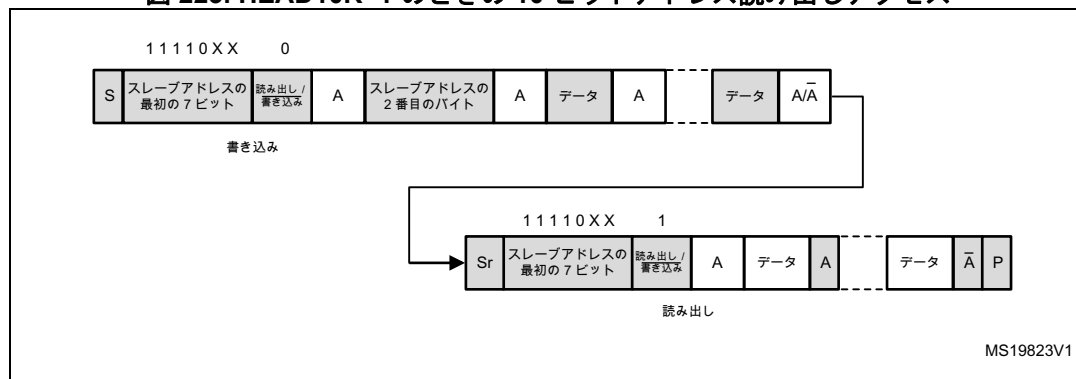 11110XX 0
S スレーブアドレスの最初の7ビット 読み出し/書き込み A スレーブアドレスの2番目のバイト A データ A データ A/A̅
書き込み
11110XX 1
Sr スレーブアドレスの最初の7ビット 読み出し/書き込み A データ A データ A̅ P
読み出し
MS19823V1